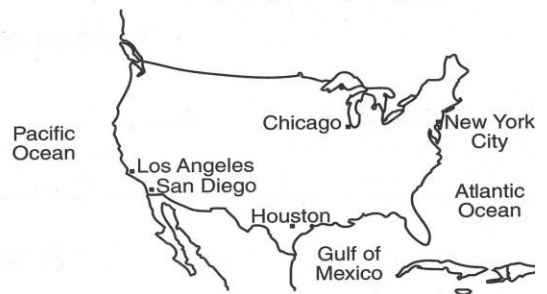 Chicago
New York
City
Pacific
Ocean
Los Angeles
San Diego
Atlantic
Ocean
Houston
Gulf of
Mexico